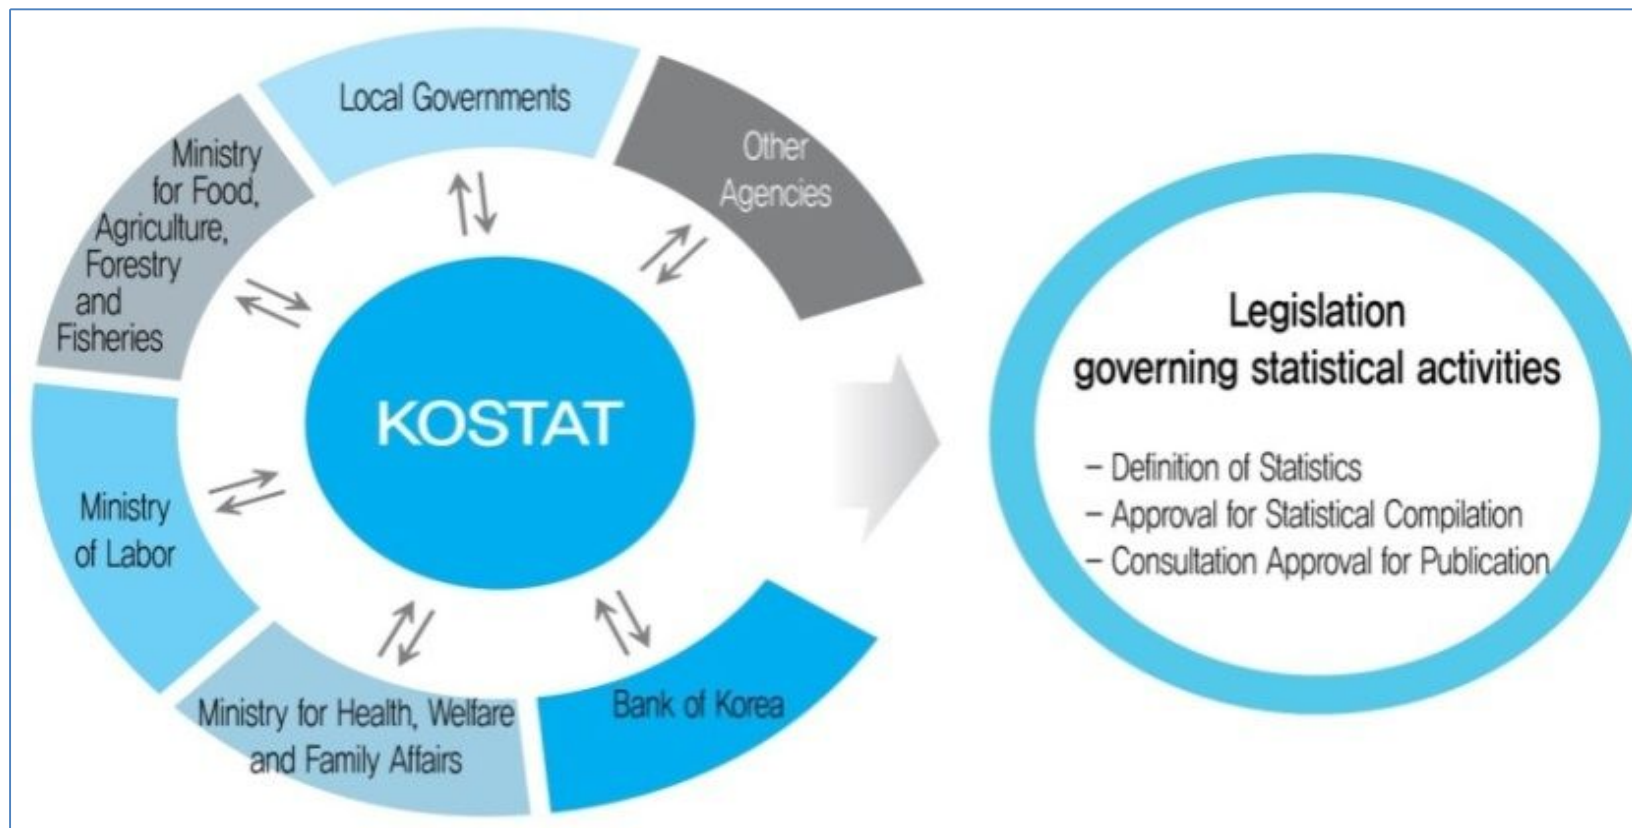 Local Governments
Other
Agencies
Ministry
for Food,
Agriculture,
Forestry
and
Fisheries
KOSTAT
Ministry
of Labor
Ministry for Health, Welfare
and Family Affairs
Bank of Korea
Legislation
governing statistical activities
– Definition of Statistics
– Approval for Statistical Compilation
– Consultation Approval for Publication